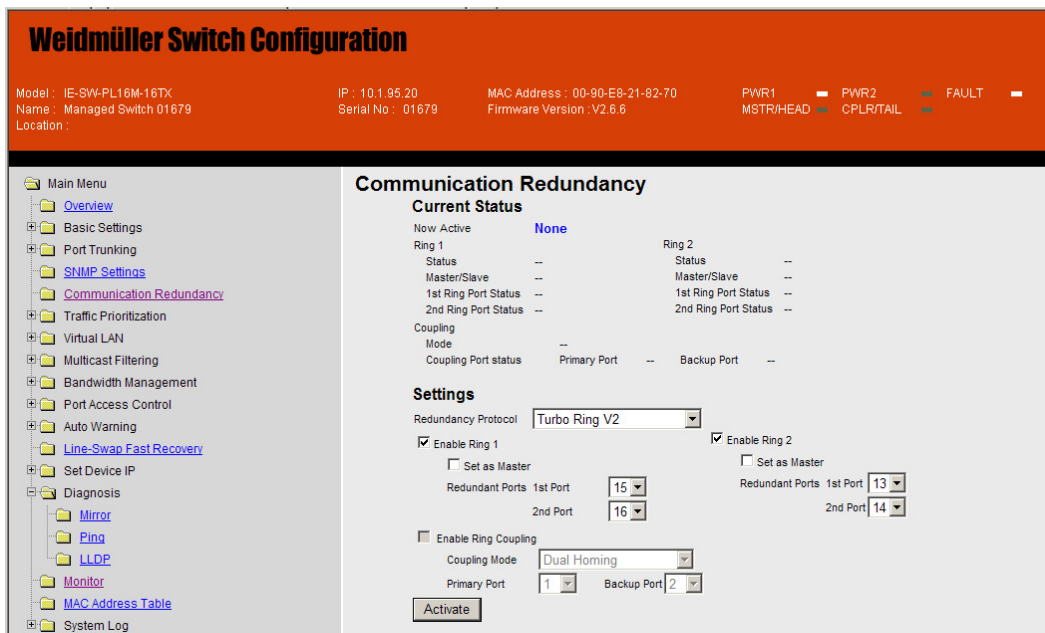 Weidmüller Switch Configuration
Model : IE-SW-PL16M-16TX
Name : Managed Switch 01679
Location :
IP : 10.1.95.20
Serial No : 01679
MAC Address : 00-90-E8-21-82-70
Firmware Version : V2.6.6
PWR1 PWR2 FAULT
MSTR/HEAD CPLR/TAIL
Main Menu
Overview
Basic Settings
Port Trunking
SNMP Settings
Communication Redundancy
Traffic Prioritization
Virtual LAN
Multicast Filtering
Bandwidth Management
Port Access Control
Auto Warning
Line-Swap Fast Recovery
Set Device IP
Diagnosis
Mirror
Ping
LLDP
Monitor
MAC Address Table
System Log
Communication Redundancy
Current Status
Now Active None
Ring 1 Ring 2
Status -- Status --
Master/Slave -- Master/Slave --
1st Ring Port Status -- 1st Ring Port Status --
2nd Ring Port Status -- 2nd Ring Port Status --
Coupling
Mode --
Coupling Port status Primary Port -- Backup Port --
Settings
Redundancy Protocol Turbo Ring V2
Enable Ring 1 Enable Ring 2
Set as Master Set as Master
Redundant Ports 1st Port 15 Redundant Ports 1st Port 13
2nd Port 16 2nd Port 14
Enable Ring Coupling
Coupling Mode Dual Homing
Primary Port 1 Backup Port 2
Activate